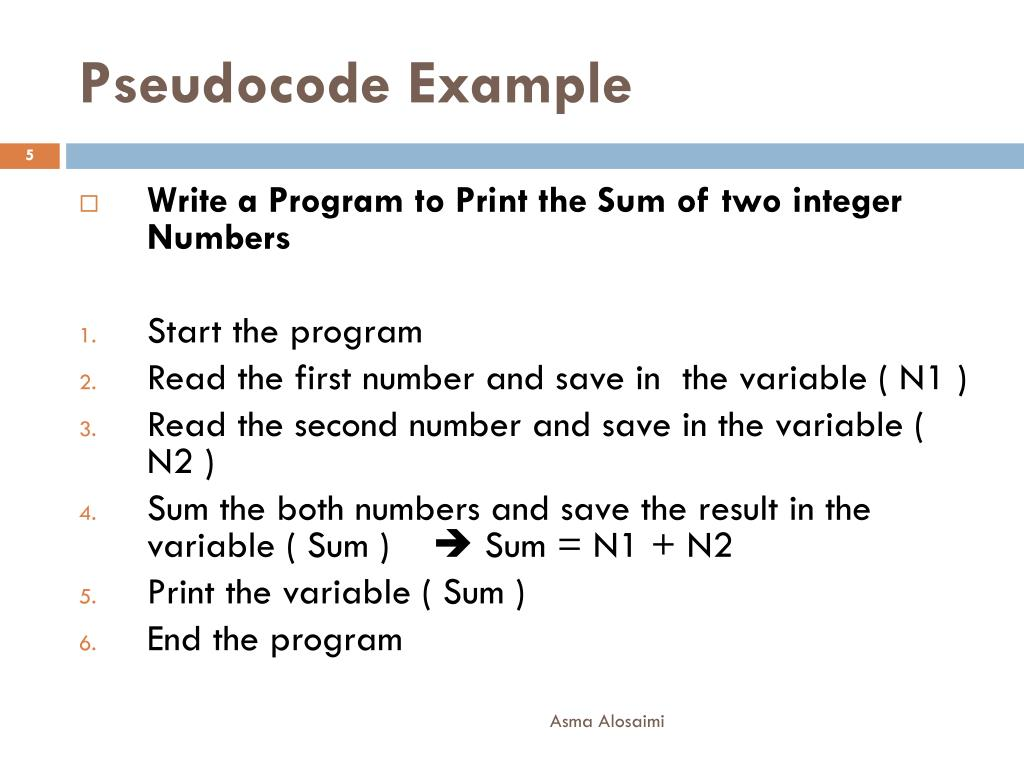 Pseudocode Example
5
□ Write a Program to Print the Sum of two integer
Numbers
1. Start the program
2. Read the first number and save in  the variable ( N1 )
3. Read the second number and save in the variable (
N2 )
4. Sum the both numbers and save the result in the
variable ( Sum )    ➔ Sum = N1 + N2
5. Print the variable ( Sum )
6. End the program
Asma Alosaimi